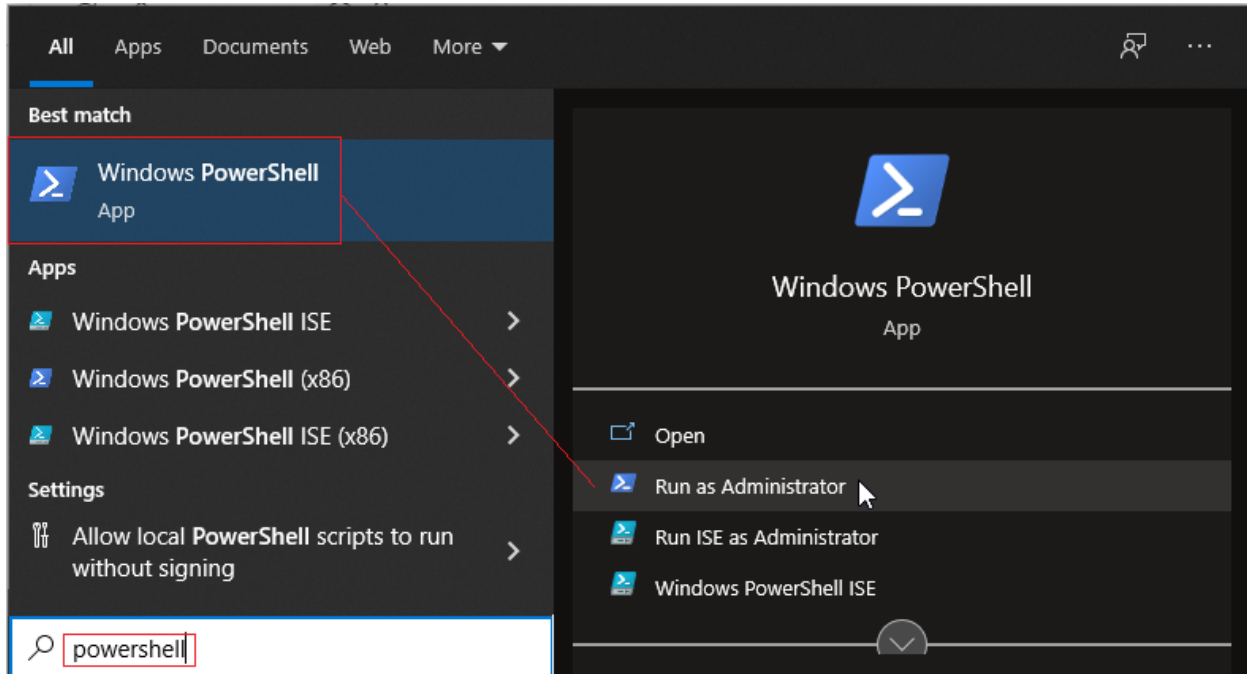 All Apps Documents Web More
Best match
Windows PowerShell
App
Apps
Windows PowerShell ISE
Windows PowerShell (x86)
Windows PowerShell ISE (x86)
Settings
Allow local PowerShell scripts to run
without signing
powershell
Windows PowerShell
App
Open
Run as Administrator
Run ISE as Administrator
Windows PowerShell ISE